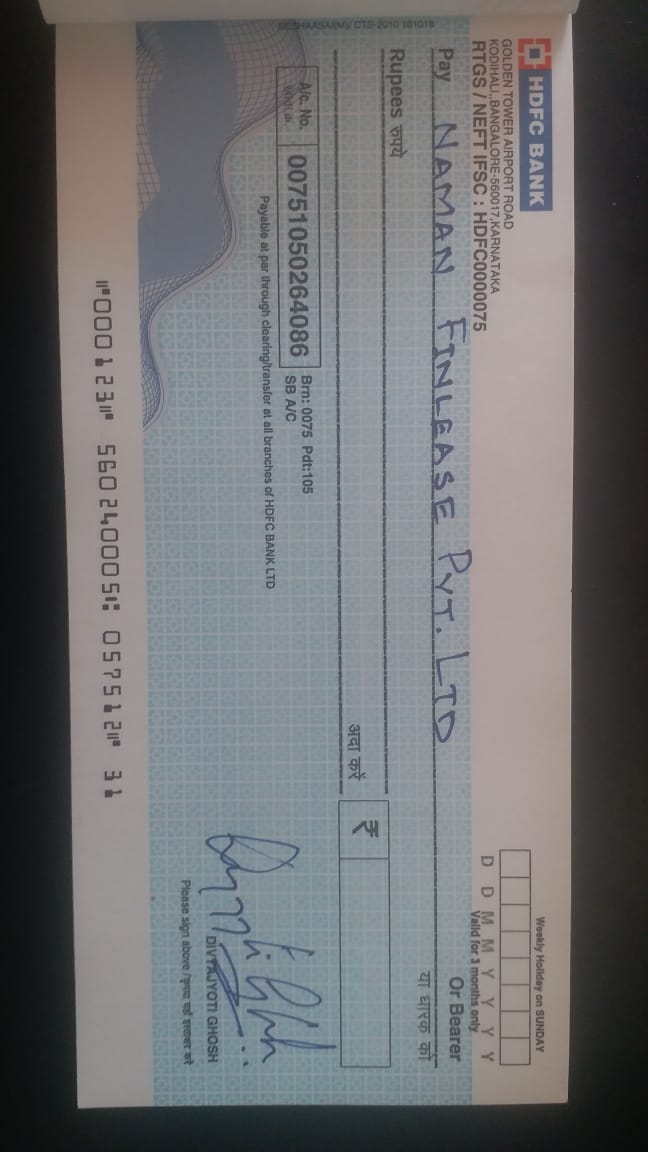 SESHAASAI(M)/ CTS-2010 181018
HDFC BANK
GOLDEN TOWER AIRPORT ROAD
KODIHALI,,BANGALORE-560017,KARNATAKA
RTGS / NEFT IFSC : HDFC0000075
Weekly Holiday on SUNDAY
D D M M Y Y Y Y
Valid for 3 months only
Pay NAMAN FINLEASE PVT. LTD
Or Bearer
या धारक को
Rupees रुपये
अदा करें ₹
A/c. No. 00751050264086
Brn: 0075 Pdt:105
SB A/C
Payable at par through clearing/transfer at all branches of HDFC BANK LTD
DIVYAJYOTI GHOSH
Please sign above / कृपया यहाँ हस्ताक्षर करें
⑈000123⑈ 560240005⑆ 057512⑈ 31